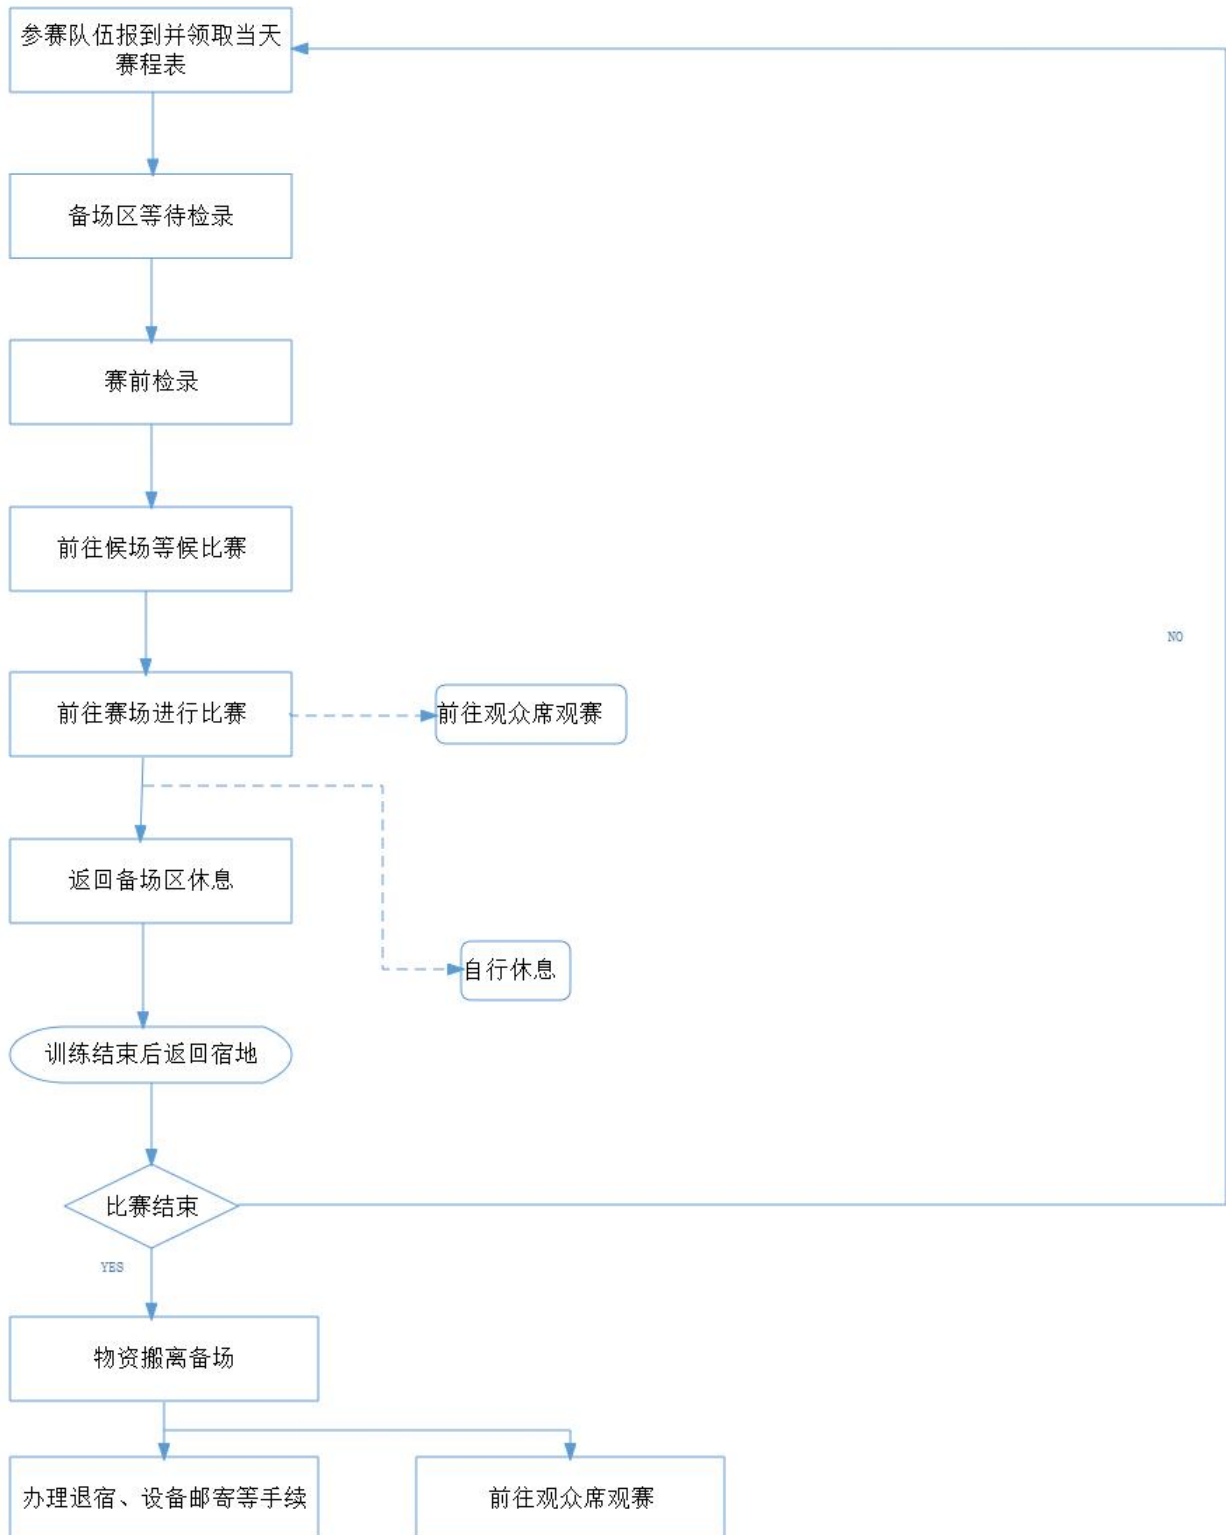 参赛队伍报到并领取当天
赛程表
备场区等待检录
赛前检录
前往候场等候比赛
NO
前往赛场进行比赛
前往观众席观赛
返回备场区休息
自行休息
训练结束后返回宿地
比赛结束
YES
物资搬离备场
办理退宿、设备邮寄等手续
前往观众席观赛